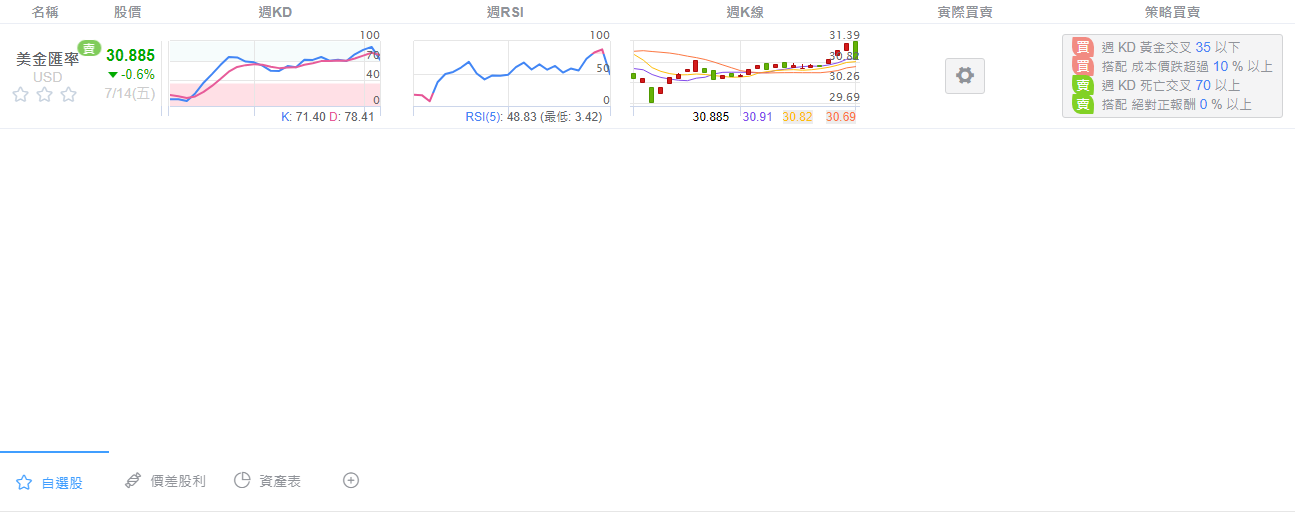 名稱 股價 週KD 週RSI 週K線 實際買賣 策略買賣
美金匯率 賣
USD
30.885
-0.6%
7/14(五)
100
70
40
0
K: 71.40 D: 78.41
100
50
0
RSI(5): 48.83 (最低: 3.42)
31.39
30.82
30.26
29.69
30.885 30.91 30.82 30.69
買 週 KD 黃金交叉 35 以下
買 搭配 成本價跌超過 10 % 以上
賣 週 KD 死亡交叉 70 以上
賣 搭配 絕對正報酬 0 % 以上
自選股 價差股利 資產表